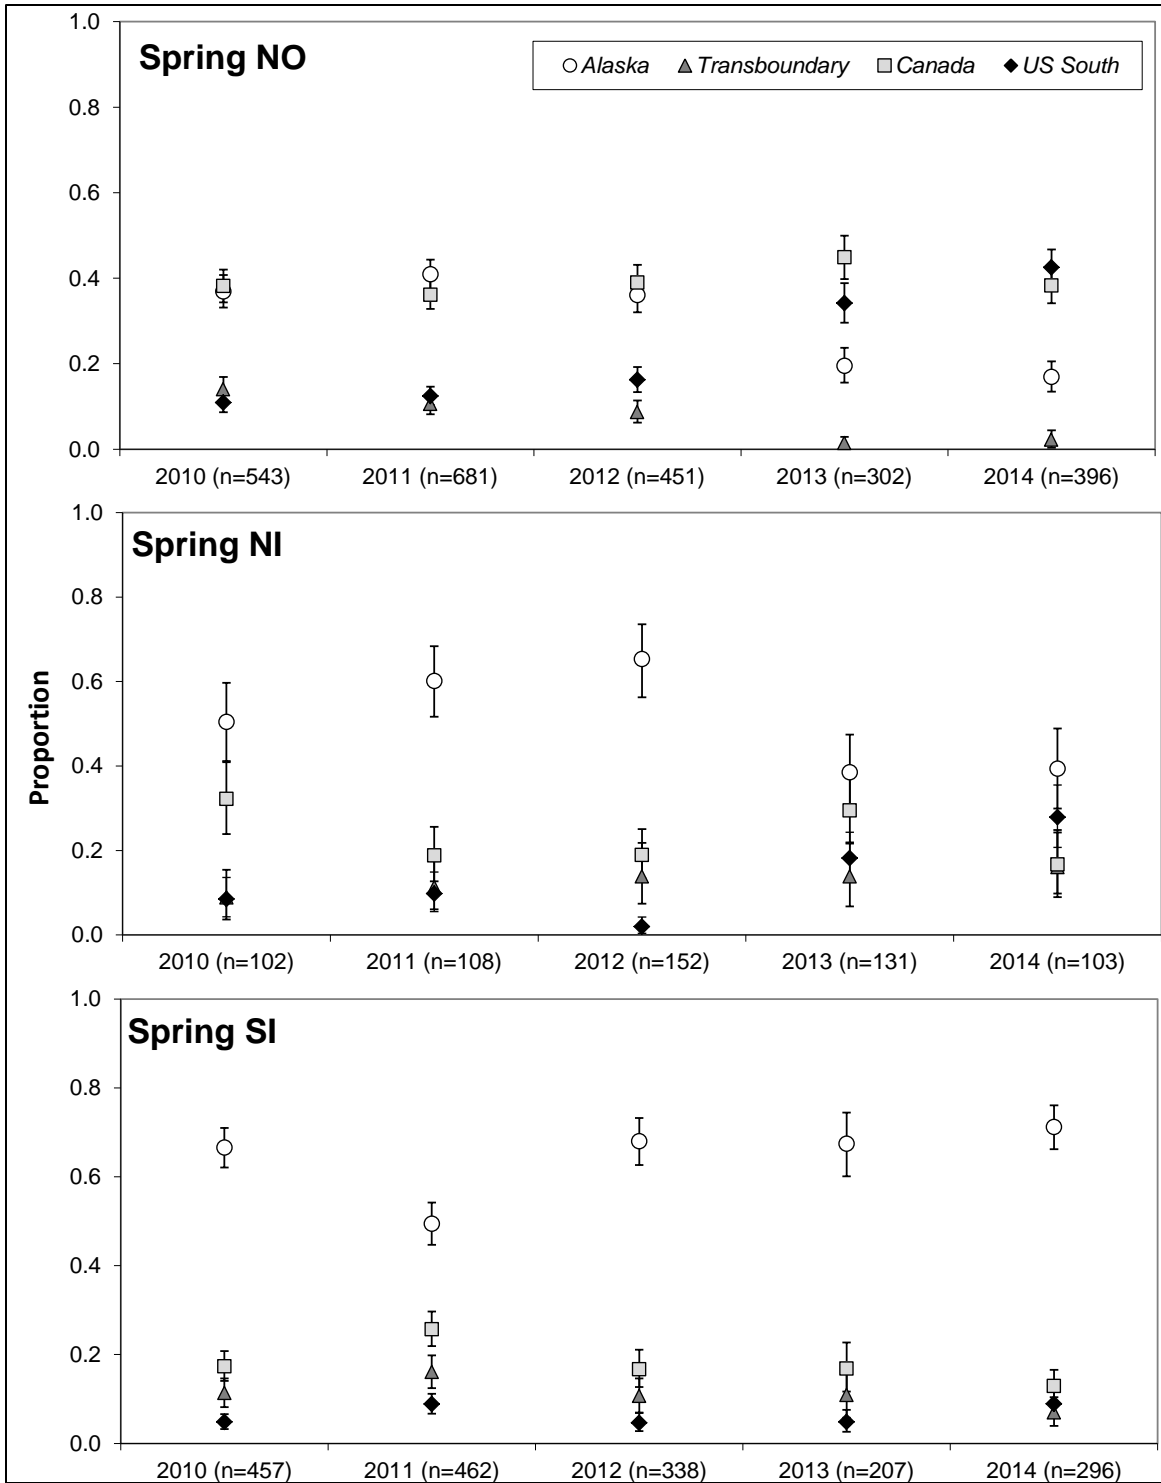 1.0
Spring NO
Alaska Transboundary Canada US South
0.8
0.6
0.4
0.2
0.0
2010 (n=543) 2011 (n=681) 2012 (n=451) 2013 (n=302) 2014 (n=396)
1.0
Spring NI
0.8
0.6
Proportion
0.4
0.2
0.0
2010 (n=102) 2011 (n=108) 2012 (n=152) 2013 (n=131) 2014 (n=103)
1.0
Spring SI
0.8
0.6
0.4
0.2
0.0
2010 (n=457) 2011 (n=462) 2012 (n=338) 2013 (n=207) 2014 (n=296)